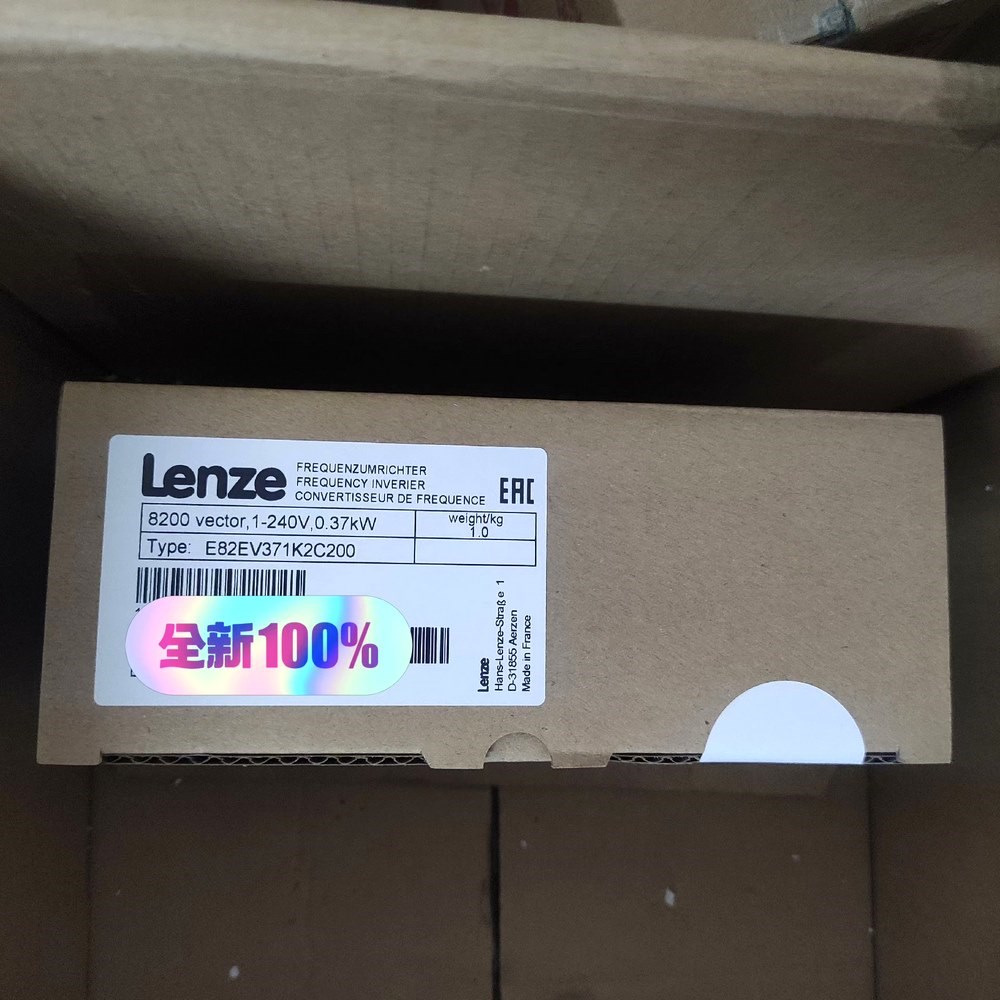 Lenze
FREQUENZUMRICHTER
FREQUENCY INVERIER
CONVERTISSEUR DE FREQUENCE
EAC
8200 vector,1-240V,0.37kW
weight/kg
1.0
Type: E82EV371K2C200
全新100%
Lenze
Hans-Lenze-Straße 1
D-31855 Aerzen
Made in France